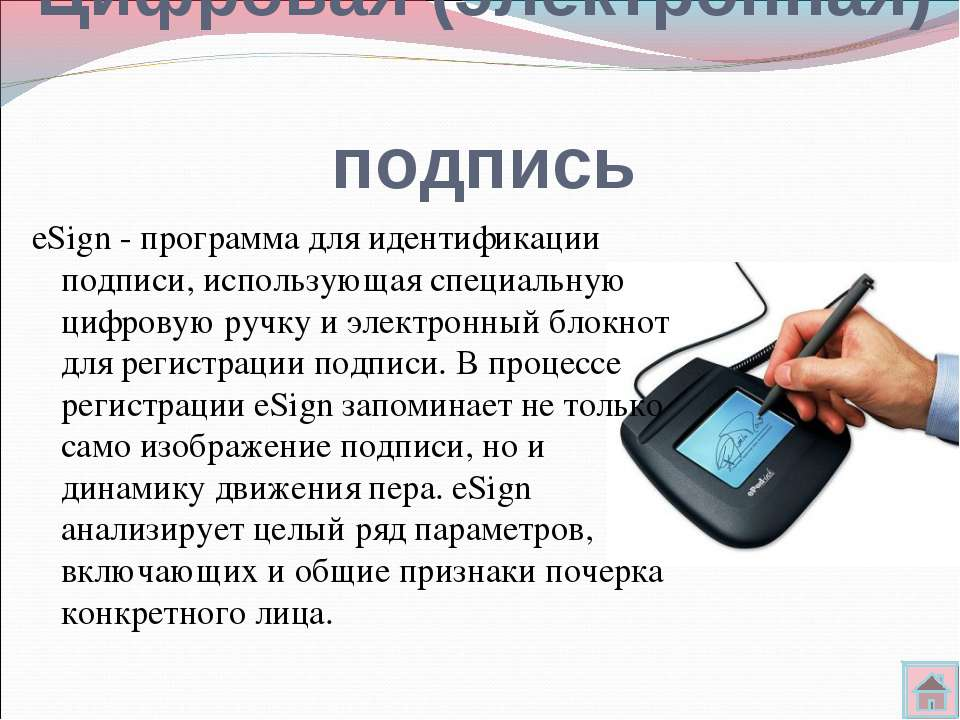 Цифровая (электронная)
подпись
eSign - программа для идентификации
подписи, использующая специальную
цифровую ручку и электронный блокнот
для регистрации подписи. В процессе
регистрации eSign запоминает не только
само изображение подписи, но и
динамику движения пера. eSign
анализирует целый ряд параметров,
включающих и общие признаки почерка
конкретного лица.
ePadLink